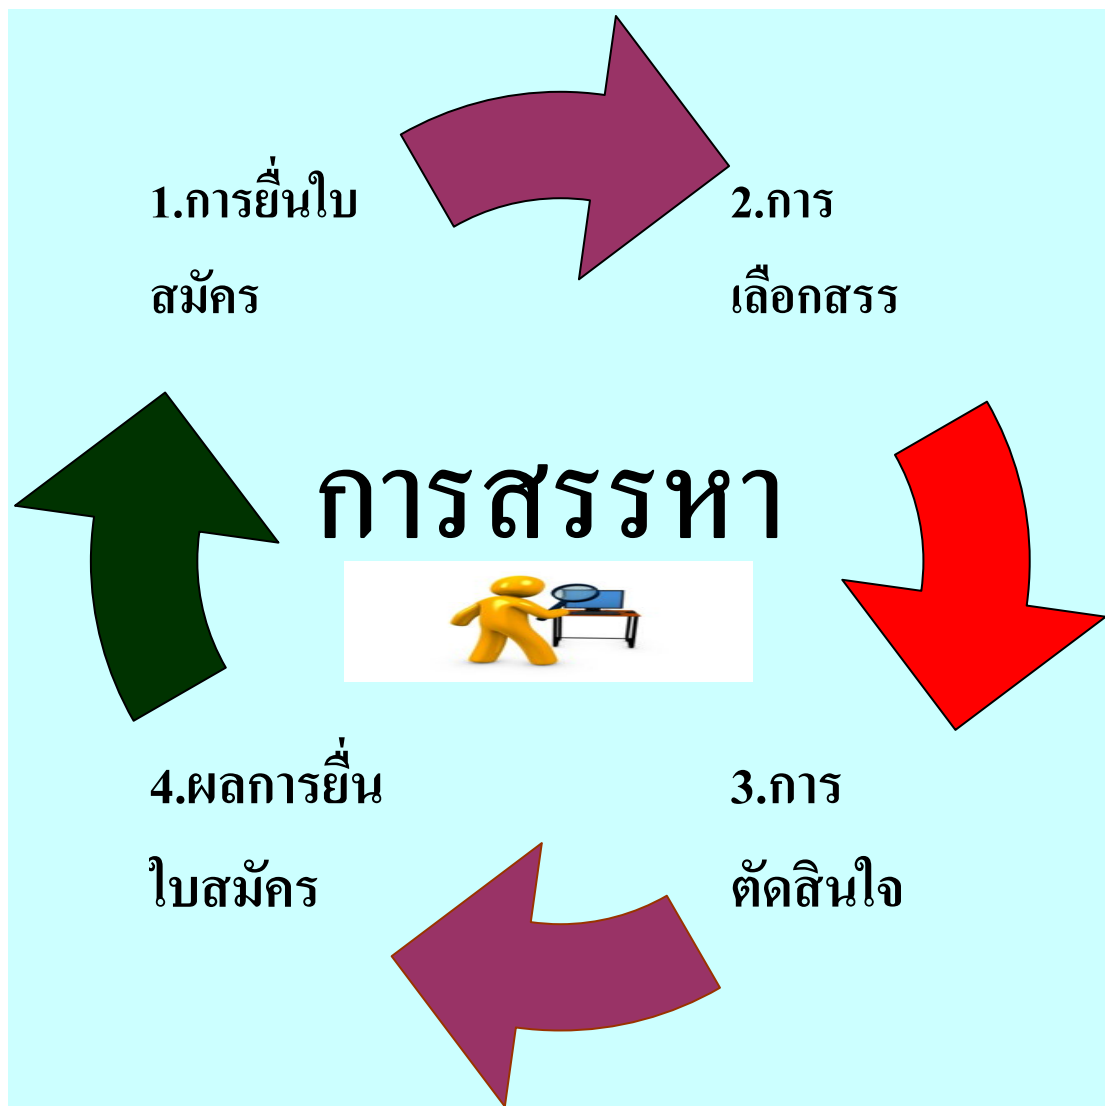 1.การยื่นใบ
สมัคร
2.การ
เลือกสรร
การสรรหา
3.การ
ตัดสินใจ
4.ผลการยื่น
ใบสมัคร